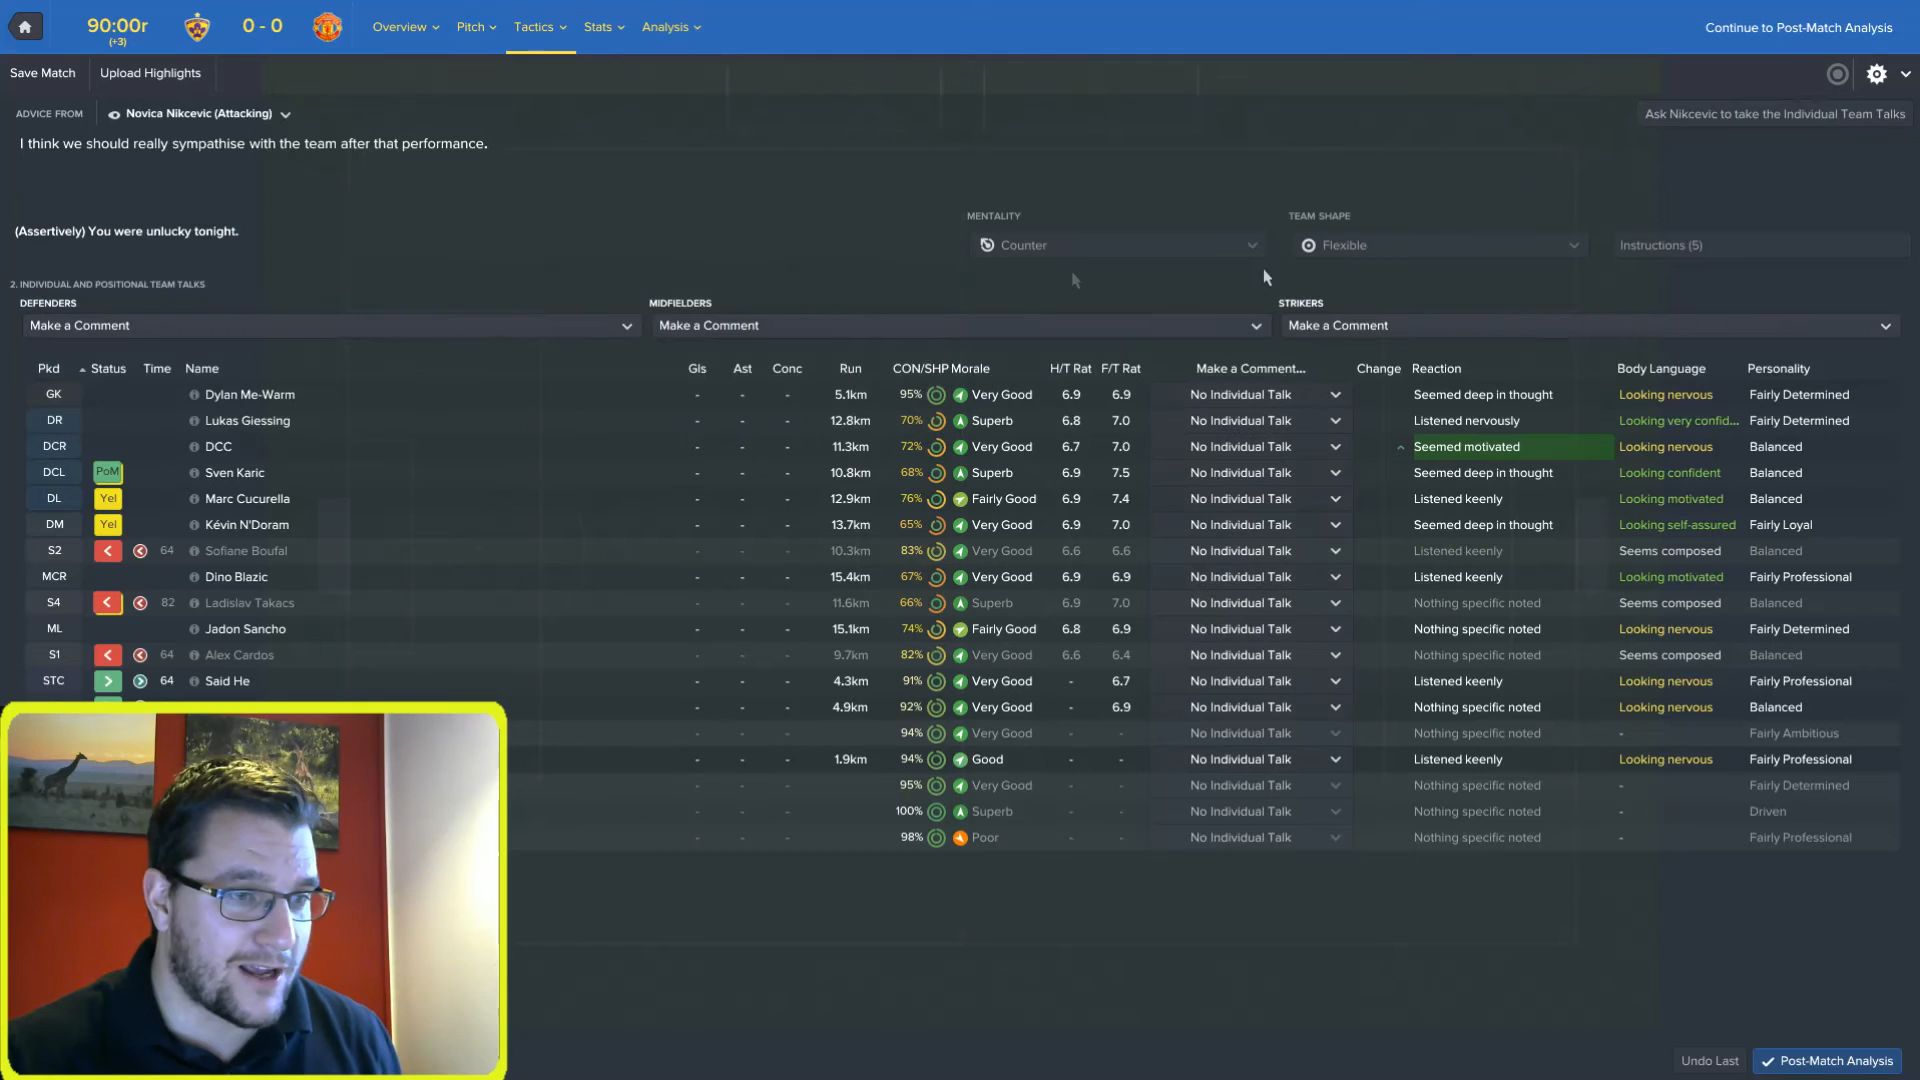 90:00r (+3) 0 - 0 Overview Pitch Tactics Stats Analysis Continue to Post-Match Analysis
Save Match Upload Highlights
ADVICE FROM Novica Nikcevic (Attacking) Ask Nikcevic to take the Individual Team Talks
I think we should really sympathise with the team after that performance.
MENTALITY TEAM SHAPE
(Assertively) You were unlucky tonight. Counter Flexible Instructions (5)
2. INDIVIDUAL AND POSITIONAL TEAM TALKS
DEFENDERS MIDFIELDERS STRIKERS
Make a Comment Make a Comment Make a Comment
Pkd Status Time Name Gls Ast Conc Run CON/SHP Morale H/T Rat F/T Rat Make a Comment... Change Reaction Body Language Personality
GK Dylan Me-Warm - - - 5.1km 95% Very Good 6.9 6.9 No Individual Talk Seemed deep in thought Looking nervous Fairly Determined
DR Lukas Giessing - - - 12.8km 70% Superb 6.8 7.0 No Individual Talk Listened nervously Looking very confid... Fairly Determined
DCR DCC - - - 11.3km 72% Very Good 6.7 7.0 No Individual Talk Seemed motivated Looking nervous Balanced
DCL PoM Sven Karic - - - 10.8km 68% Superb 6.9 7.5 No Individual Talk Seemed deep in thought Looking confident Balanced
DL Yel Marc Cucurella - - - 12.9km 76% Fairly Good 6.9 7.4 No Individual Talk Listened keenly Looking motivated Balanced
DM Yel Kévin N'Doram - - - 13.7km 65% Very Good 6.9 7.0 No Individual Talk Seemed deep in thought Looking self-assured Fairly Loyal
S2 64 Sofiane Boufal - - - 10.3km 83% Very Good 6.6 6.6 No Individual Talk Listened keenly Seems composed Balanced
MCR Dino Blazic - - - 15.4km 67% Very Good 6.9 6.9 No Individual Talk Listened keenly Looking motivated Fairly Professional
S4 82 Ladislav Takacs - - - 11.6km 66% Superb 6.9 7.0 No Individual Talk Nothing specific noted Seems composed Balanced
ML Jadon Sancho - - - 15.1km 74% Fairly Good 6.8 6.9 No Individual Talk Nothing specific noted Looking nervous Fairly Determined
S1 64 Alex Cardos - - - 9.7km 82% Very Good 6.6 6.4 No Individual Talk Nothing specific noted Seems composed Balanced
STC 64 Said He - - - 4.3km 91% Very Good - 6.7 No Individual Talk Listened keenly Looking nervous Fairly Professional
- - - 4.9km 92% Very Good - 6.9 No Individual Talk Nothing specific noted Looking nervous Balanced
- - - 94% Very Good - - No Individual Talk Nothing specific noted - Fairly Ambitious
- - - 1.9km 94% Good - - No Individual Talk Listened keenly Looking nervous Fairly Professional
- - - 95% Very Good - - No Individual Talk Nothing specific noted - Fairly Determined
- - - 100% Superb - - No Individual Talk Nothing specific noted - Driven
- - - 98% Poor - - No Individual Talk Nothing specific noted - Fairly Professional
Undo Last Post-Match Analysis